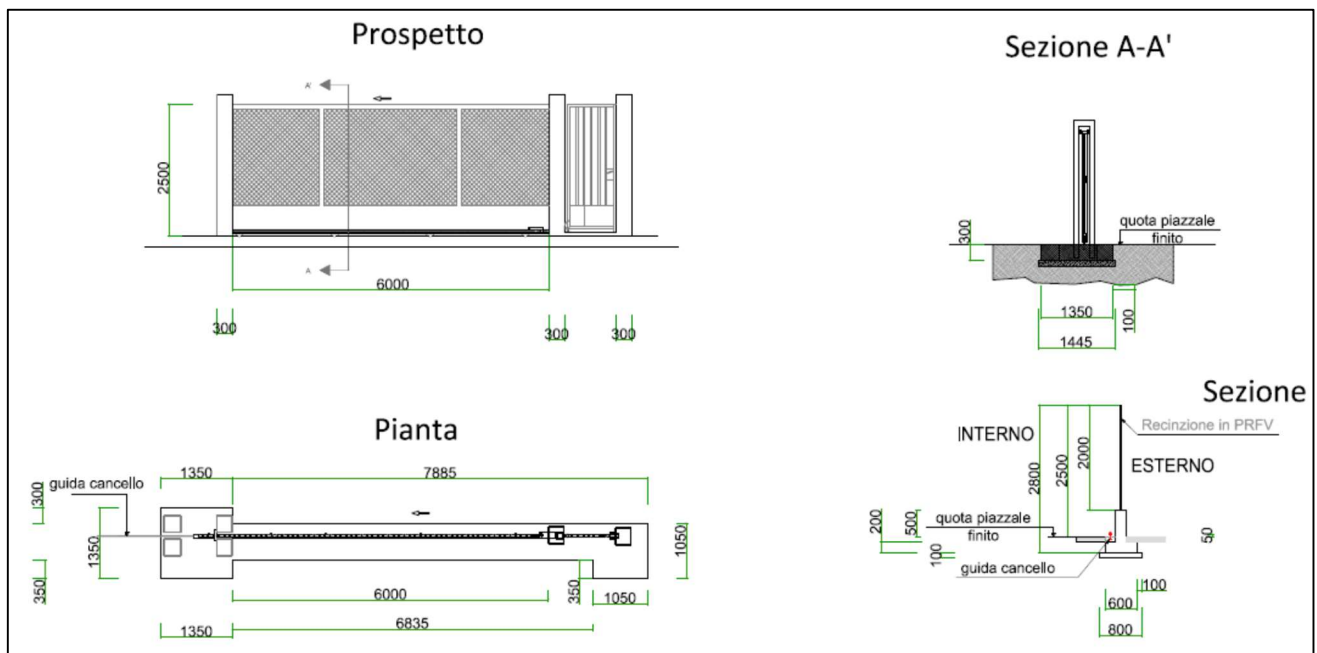 Prospetto
A'
2500
A
6000
300
300
300
Sezione A-A'
quota piazzale
finito
300
1350
100
1445
Pianta
1350
7885
guida cancello
300
1350
350
1050
6000
350
1050
6835
1350
Sezione
INTERNO
Recinzione in PRFV
ESTERNO
2000
2500
2800
quota piazzale
finito
500
200
50
100
guida cancello
100
600
800